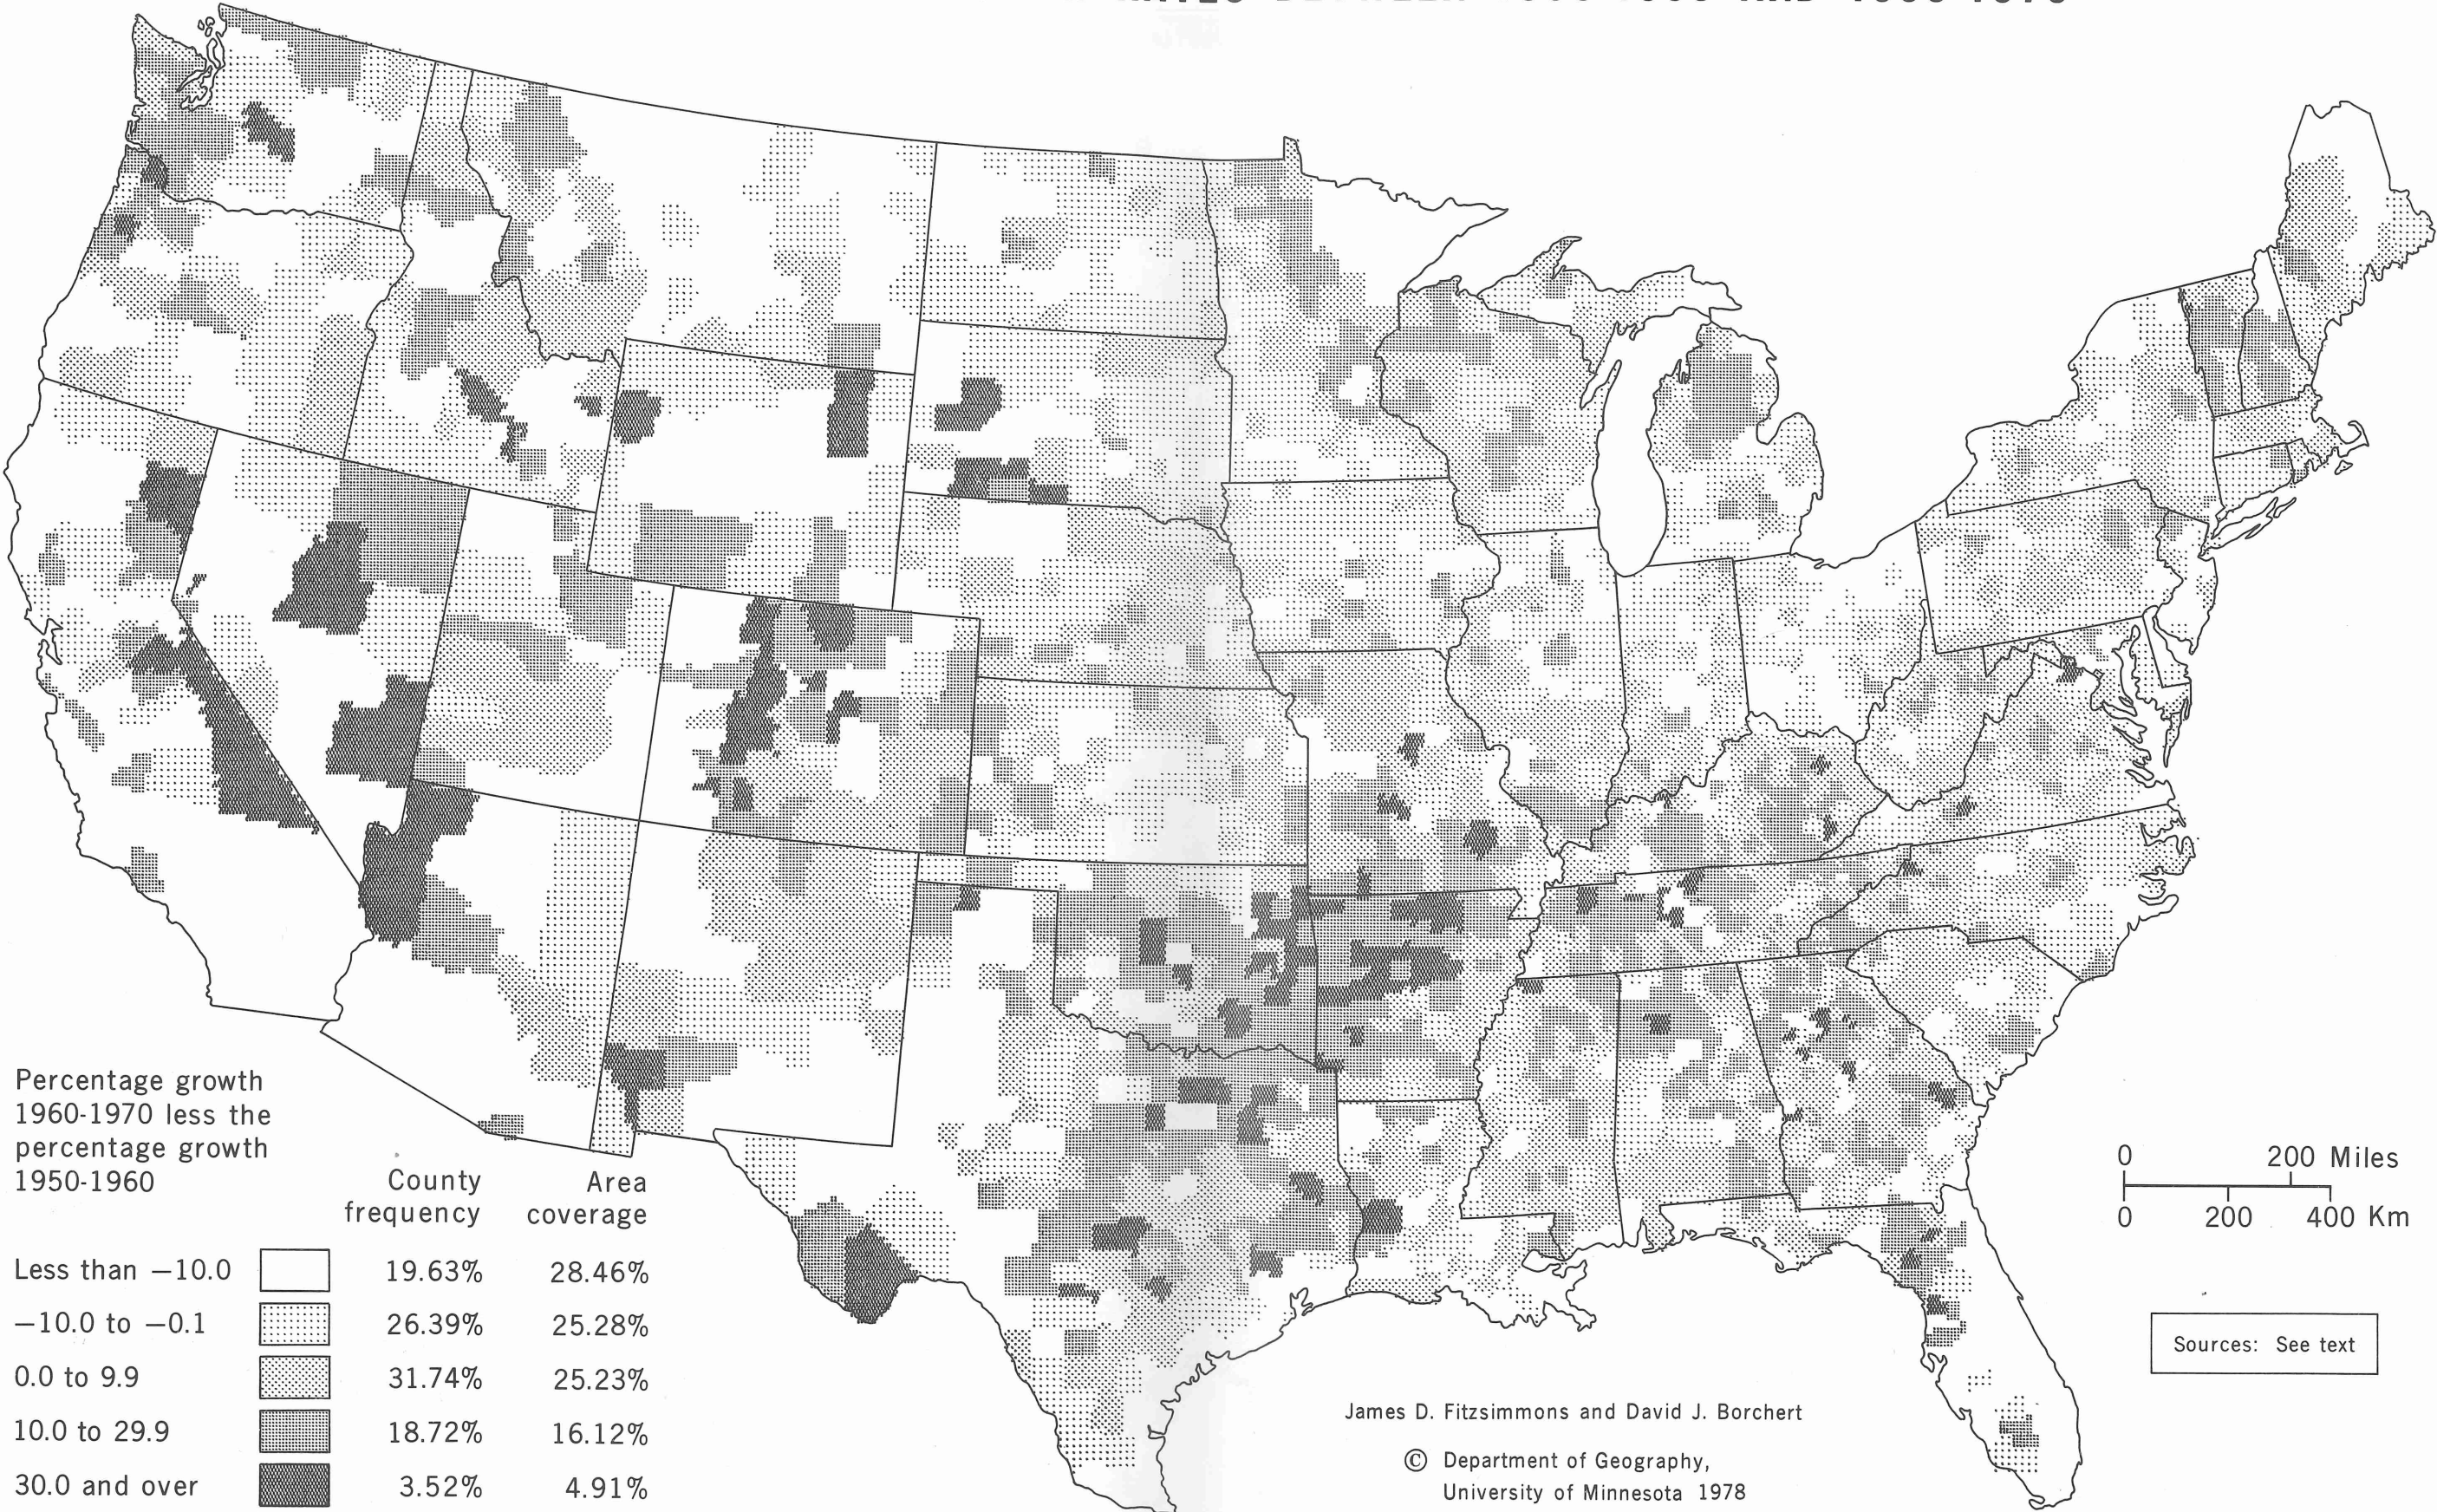 Percentage growth
1960-1970 less the
percentage growth
1950-1960
County
frequency
Area
coverage
Less than −10.0 19.63% 28.46%
−10.0 to −0.1 26.39% 25.28%
0.0 to 9.9 31.74% 25.23%
10.0 to 29.9 18.72% 16.12%
30.0 and over 3.52% 4.91%
0 200 Miles
0 200 400 Km
Sources: See text
James D. Fitzsimmons and David J. Borchert
© Department of Geography,
University of Minnesota 1978